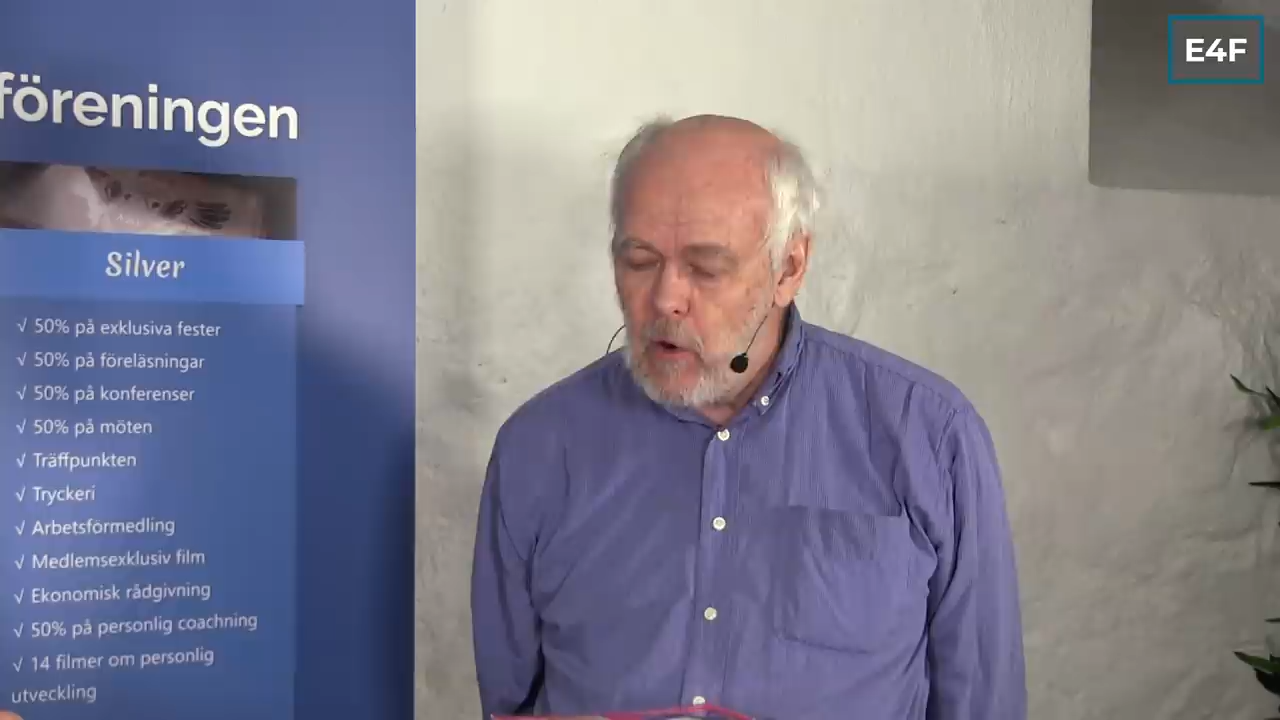 E4F
föreningen
Silver
√ 50% på exklusiva fester
√ 50% på föreläsningar
√ 50% på konferenser
√ 50% på möten
√ Träffpunkten
√ Tryckeri
√ Arbetsförmedling
√ Medlemsexklusiv film
√ Ekonomisk rådgivning
√ 50% på personlig coachning
√ 14 filmer om personlig
utveckling